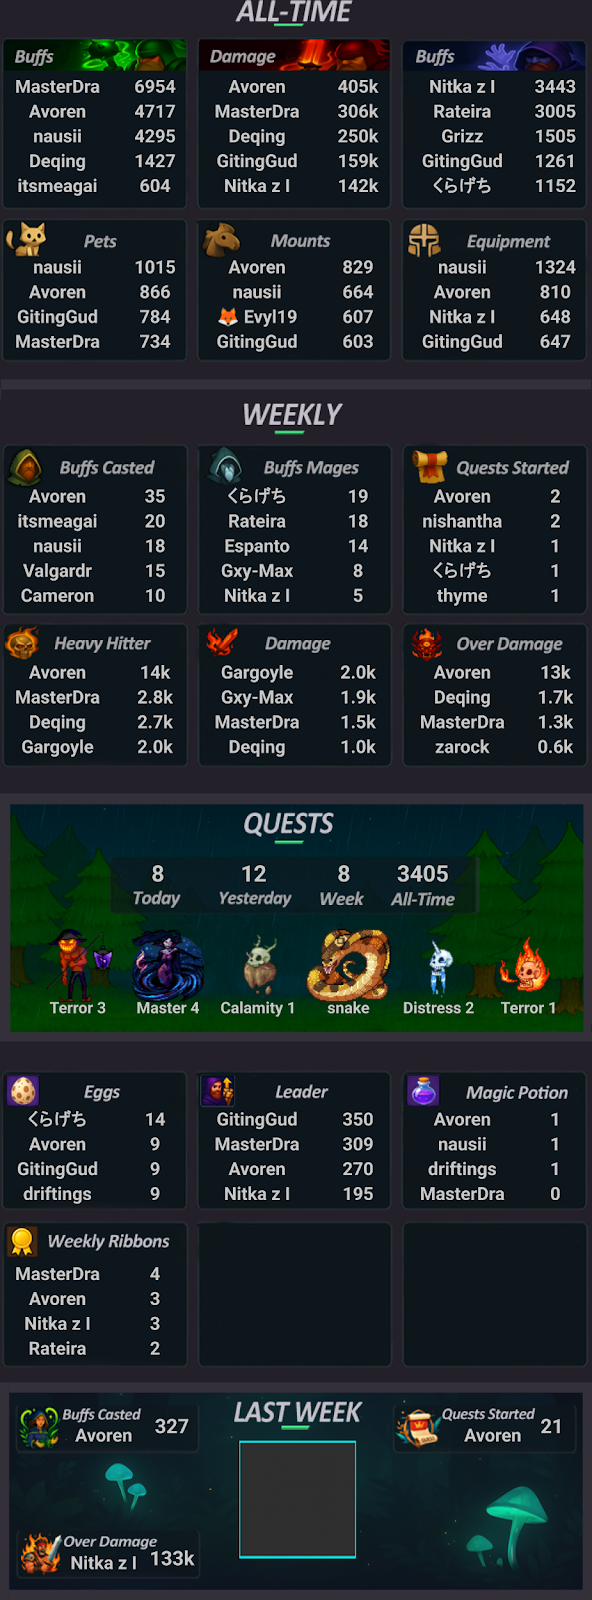 ALL-TIME
Buffs
MasterDra 6954
Avoren 4717
nausii 4295
Deqing 1427
itsmeagai 604
Damage
Avoren 405k
MasterDra 306k
Deqing 250k
GitingGud 159k
Nitka z I 142k
Buffs
Nitka z I 3443
Rateira 3005
Grizz 1505
GitingGud 1261
くらげち 1152
Pets
nausii 1015
Avoren 866
GitingGud 784
MasterDra 734
Mounts
Avoren 829
nausii 664
🦊 Evyl19 607
GitingGud 603
Equipment
nausii 1324
Avoren 810
Nitka z I 648
GitingGud 647
WEEKLY
Buffs Casted
Avoren 35
itsmeagai 20
nausii 18
Valgardr 15
Cameron 10
Buffs Mages
くらげち 19
Rateira 18
Espanto 14
Gxy-Max 8
Nitka z I 5
Quests Started
Avoren 2
nishantha 2
Nitka z I 1
くらげち 1
thyme 1
Heavy Hitter
Avoren 14k
MasterDra 2.8k
Deqing 2.7k
Gargoyle 2.0k
Damage
Gargoyle 2.0k
Gxy-Max 1.9k
MasterDra 1.5k
Deqing 1.0k
Over Damage
Avoren 13k
Deqing 1.7k
MasterDra 1.3k
zarock 0.6k
QUESTS
8 12 8 3405
Today Yesterday Week All-Time
Terror 3 Master 4 Calamity 1 snake Distress 2 Terror 1
Eggs
くらげち 14
Avoren 9
GitingGud 9
driftings 9
Leader
GitingGud 350
MasterDra 309
Avoren 270
Nitka z I 195
Magic Potion
Avoren 1
nausii 1
driftings 1
MasterDra 0
Weekly Ribbons
MasterDra 4
Avoren 3
Nitka z I 3
Rateira 2
LAST WEEK
Buffs Casted
Avoren 327
Quests Started
Avoren 21
Over Damage
Nitka z I 133k